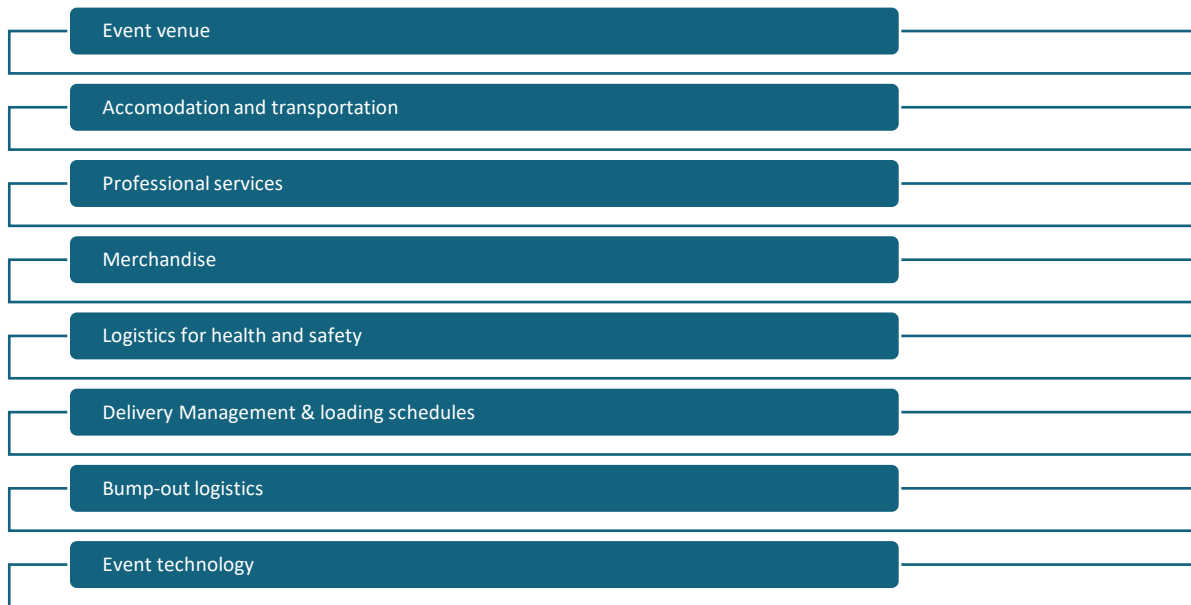 Event venue
Accomodation and transportation
Professional services
Merchandise
Logistics for health and safety
Delivery Management & loading schedules
Bump-out logistics
Event technology